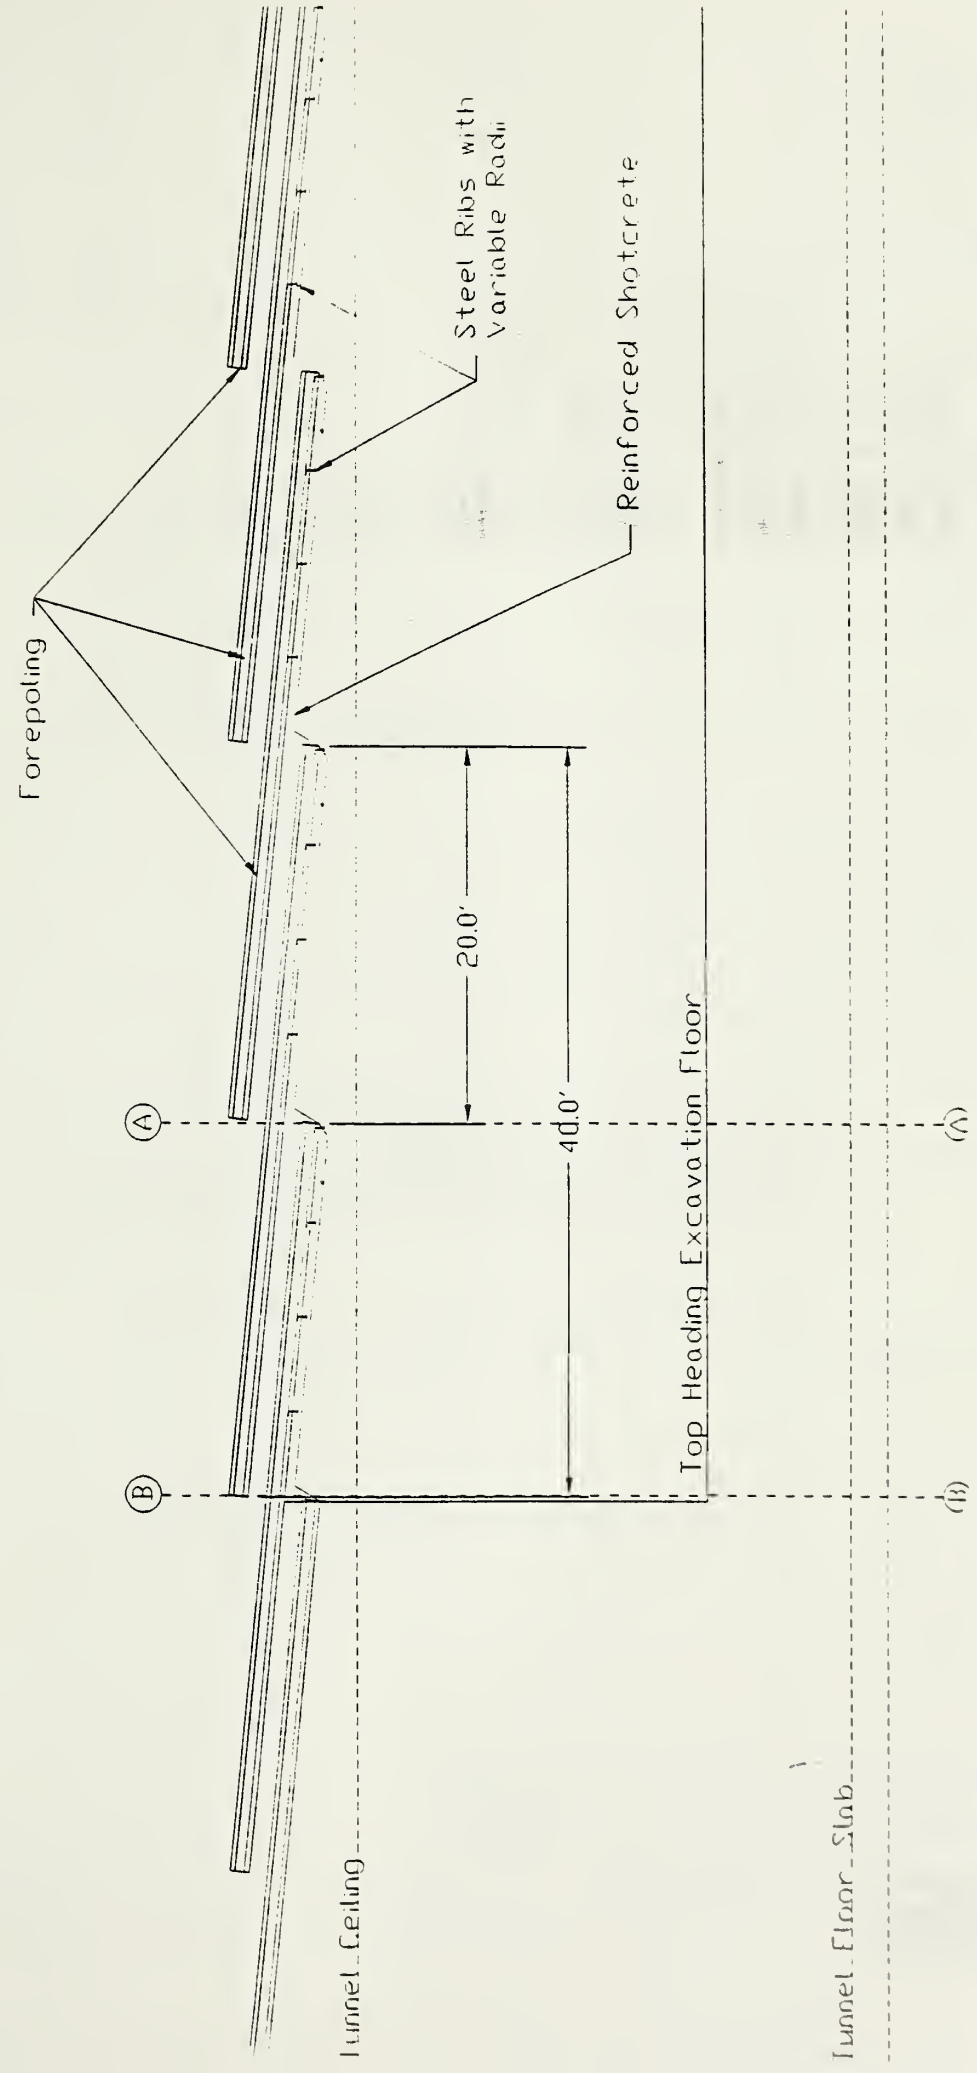 Forepoling
Steel Ribs with
Variable Radii
Reinforced Shotcrete
20.0'
40.0'
Top Heading Excavation Floor
Tunnel Ceiling
Tunnel Floor Slab
A
B
(A)
(B)